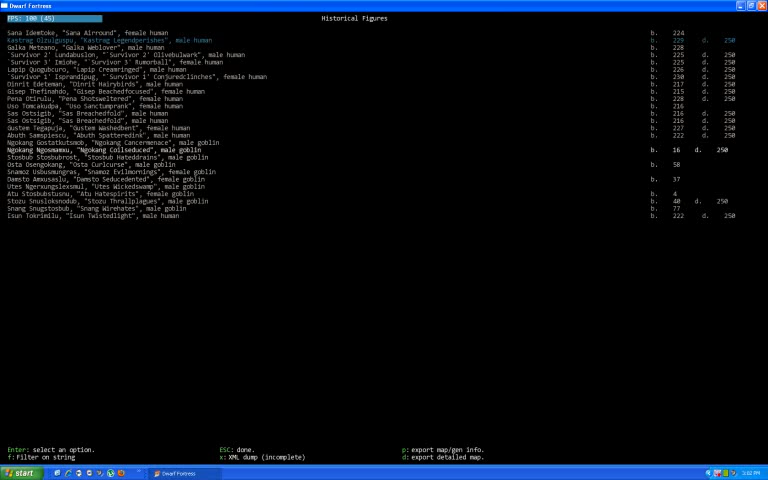 Dwarf Fortress
FPS: 100 (45)
Historical Figures
Sana Idemtoke, "Sana Airround", female human b. 224
Kastrag Olzulguspu, "Kastrag Legendperishes", male human b. 229 d. 250
Galka Meteano, "Galka Weblover", male human b. 228
`Survivor 2' Lundabuslon, "`Survivor 2' Olivebulwark", male human b. 225 d. 250
`Survivor 3' Imiohe, "`Survivor 3' Rumorball", male human b. 225 d. 250
Lapip Quogubcuro, "Lapip Creamringed", male human b. 226 d. 250
`Survivor 1' Isprandipug, "`Survivor 1' Conjuredclinches", female human b. 230 d. 250
Dinrit Edeteman, "Dinrit Hairybirds", male human b. 217 d. 250
Gisep Thefinahdo, "Gisep Beachedfocused", female human b. 215 d. 250
Pena Otirulu, "Pena Shotsweltered", female human b. 228 d. 250
Uso Tomcakudpa, "Uso Sanctumprank", female human b. 216
Sas Ostsigib, "Sas Breachedfold", male human b. 216 d. 250
Sas Ostsigib, "Sas Breachedfold", male human b. 216 d. 250
Gustem Tegapuja, "Gustem Washedbent", female human b. 227 d. 250
Abuth Samspiescu, "Abuth Spatteredink", male human b. 222 d. 250
Ngokang Gostatkutsmob, "Ngokang Cancermenace", male goblin
Ngokang Ngosmamxu, "Ngokang Coilseduced", male goblin b. 16 d. 250
Stosbub Stosbubrost, "Stosbub Hateddrains", male goblin
Osta Osengokang, "Osta Curlcurse", male goblin b. 58
Snamoz Usbusmungras, "Snamoz Evilmornings", female goblin
Damsto Amxusaslu, "Damsto Seducedented", female goblin b. 37
Utes Ngerxungslexsmul, "Utes Wickedswamp", male goblin
Atu Stosbubstusnu, "Atu Hatespirits", female goblin b. 4
Stozu Snusloksnodub, "Stozu Thrallplagues", male goblin b. 40 d. 250
Snang Snugstosbub, "Snang Wirehates", male goblin b. 77
Isun Tokrimilu, "Isun Twistedlight", male human b. 222 d. 250
Enter: select an option. ESC: done. p: export map/gen info.
f: Filter on string x: XML dump (incomplete) d: export detailed map.
start Dwarf Fortress 3:02 PM